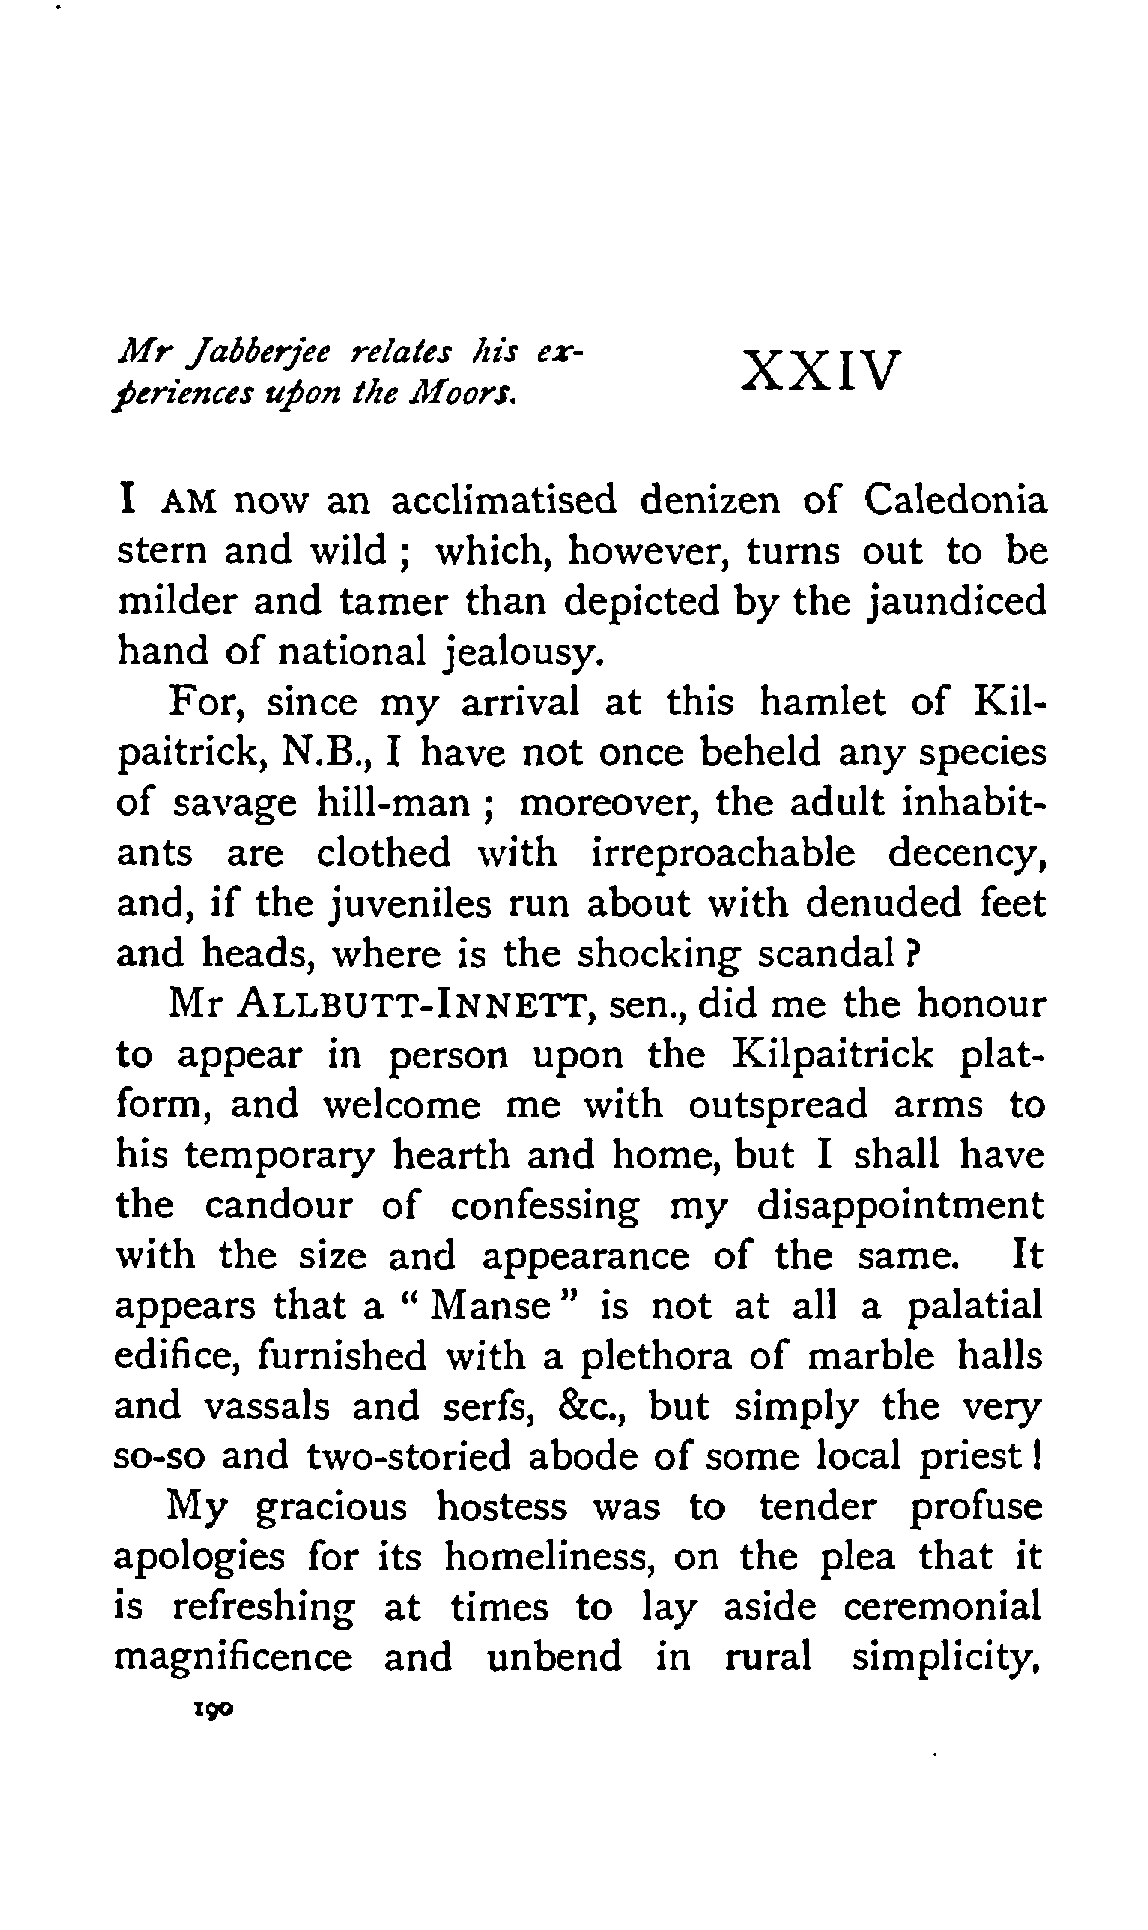 Mr Jabberjee relates his ex-
periences upon the Moors.
XXIV
I AM now an acclimatised denizen of Caledonia
stern and wild ; which, however, turns out to be
milder and tamer than depicted by the jaundiced
hand of national jealousy.
For, since my arrival at this hamlet of Kil-
paitrick, N.B., I have not once beheld any species
of savage hill-man ; moreover, the adult inhabit-
ants are clothed with irreproachable decency,
and, if the juveniles run about with denuded feet
and heads, where is the shocking scandal ?
Mr ALLBUTT-INNETT, sen., did me the honour
to appear in person upon the Kilpaitrick plat-
form, and welcome me with outspread arms to
his temporary hearth and home, but I shall have
the candour of confessing my disappointment
with the size and appearance of the same. It
appears that a “ Manse ” is not at all a palatial
edifice, furnished with a plethora of marble halls
and vassals and serfs, &c., but simply the very
so-so and two-storied abode of some local priest !
My gracious hostess was to tender profuse
apologies for its homeliness, on the plea that it
is refreshing at times to lay aside ceremonial
magnificence and unbend in rural simplicity,
190